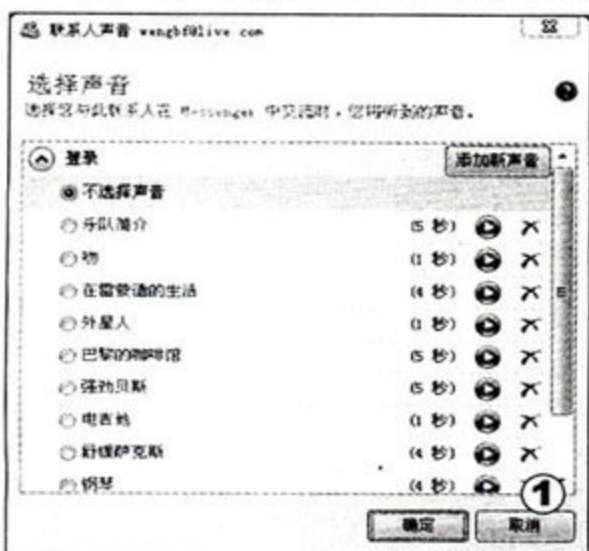 联系人声音 wangbf@live com
选择声音
选择您与此联系人在 Messenger 中交流时，您将听到的声音。
登录 添加新声音
不选择声音
乐队简介 (5 秒)
吻 (1 秒)
在雷鬼道的生活 (4 秒)
外星人 (1 秒)
巴黎的咖啡馆 (5 秒)
强劲贝斯 (5 秒)
电吉他 (1 秒)
舒缓萨克斯 (4 秒)
钢琴 (4 秒)
①
确定 取消